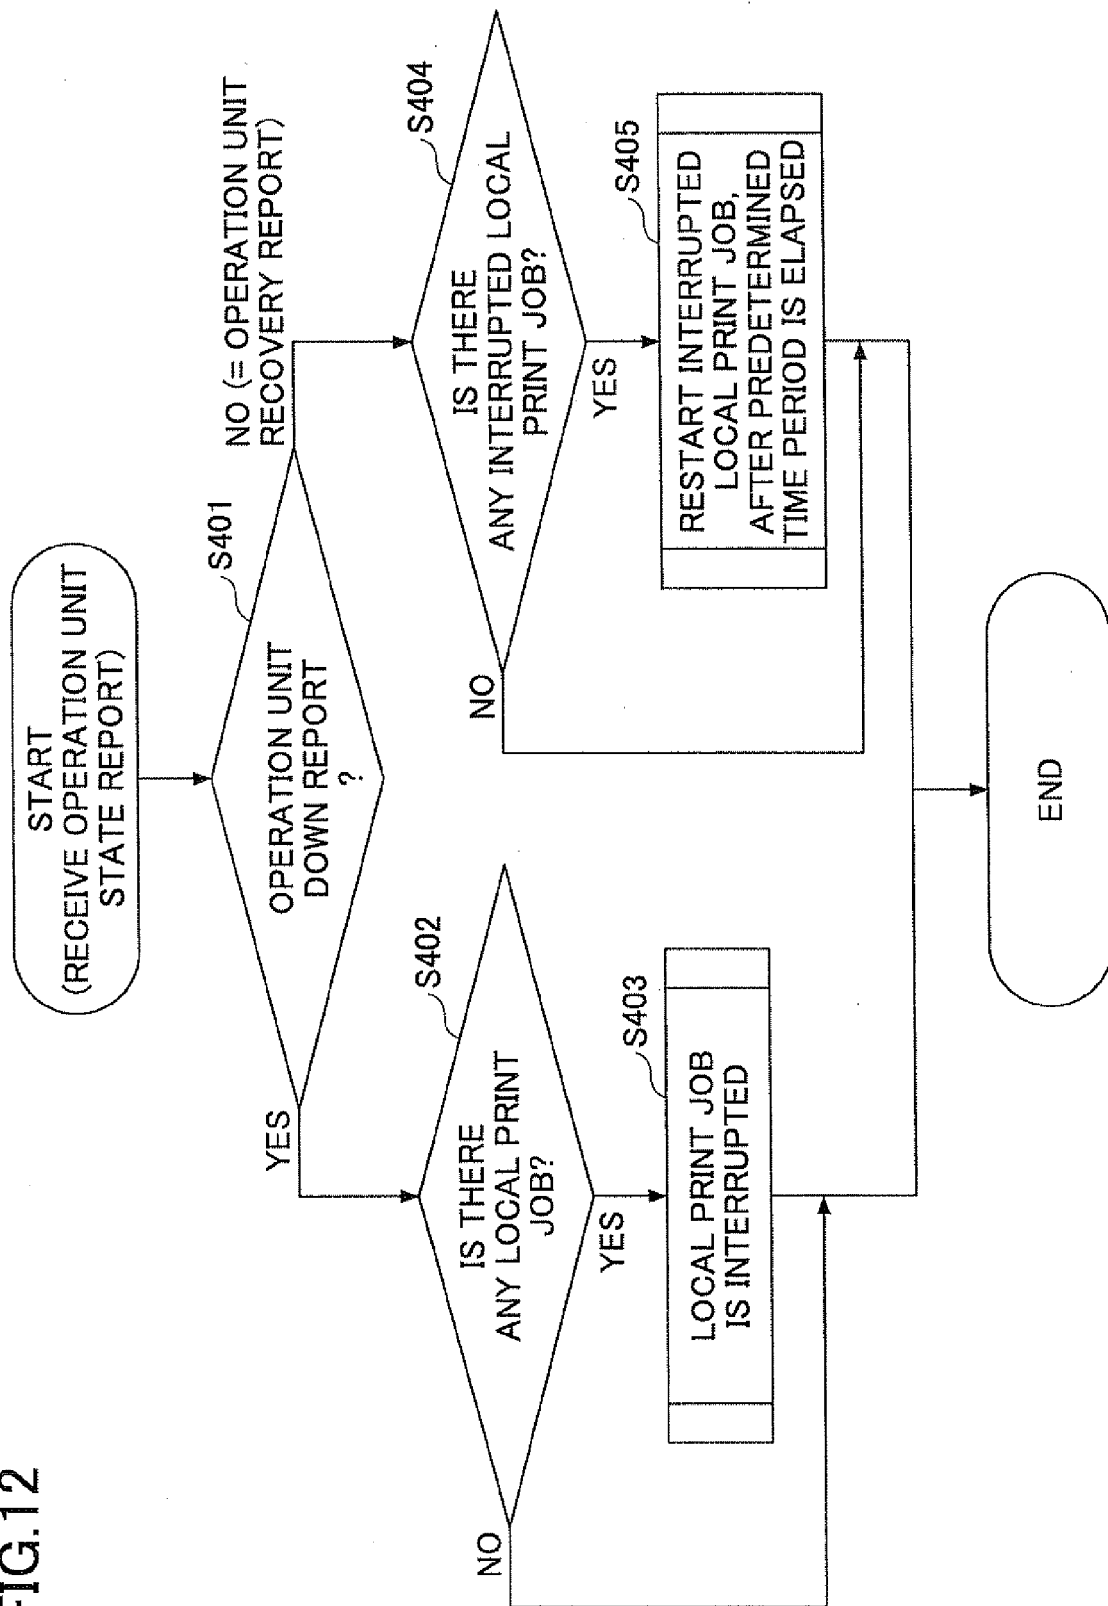 FIG.12
START
(RECEIVE OPERATION UNIT
STATE REPORT)
S401
OPERATION UNIT
DOWN REPORT
?
YES
NO (= OPERATION UNIT
RECOVERY REPORT)
S402
IS THERE
ANY LOCAL PRINT
JOB?
NO
YES
S403
LOCAL PRINT JOB
IS INTERRUPTED
S404
IS THERE
ANY INTERRUPTED LOCAL
PRINT JOB?
NO
YES
S405
RESTART INTERRUPTED
LOCAL PRINT JOB,
AFTER PREDETERMINED
TIME PERIOD IS ELAPSED
END